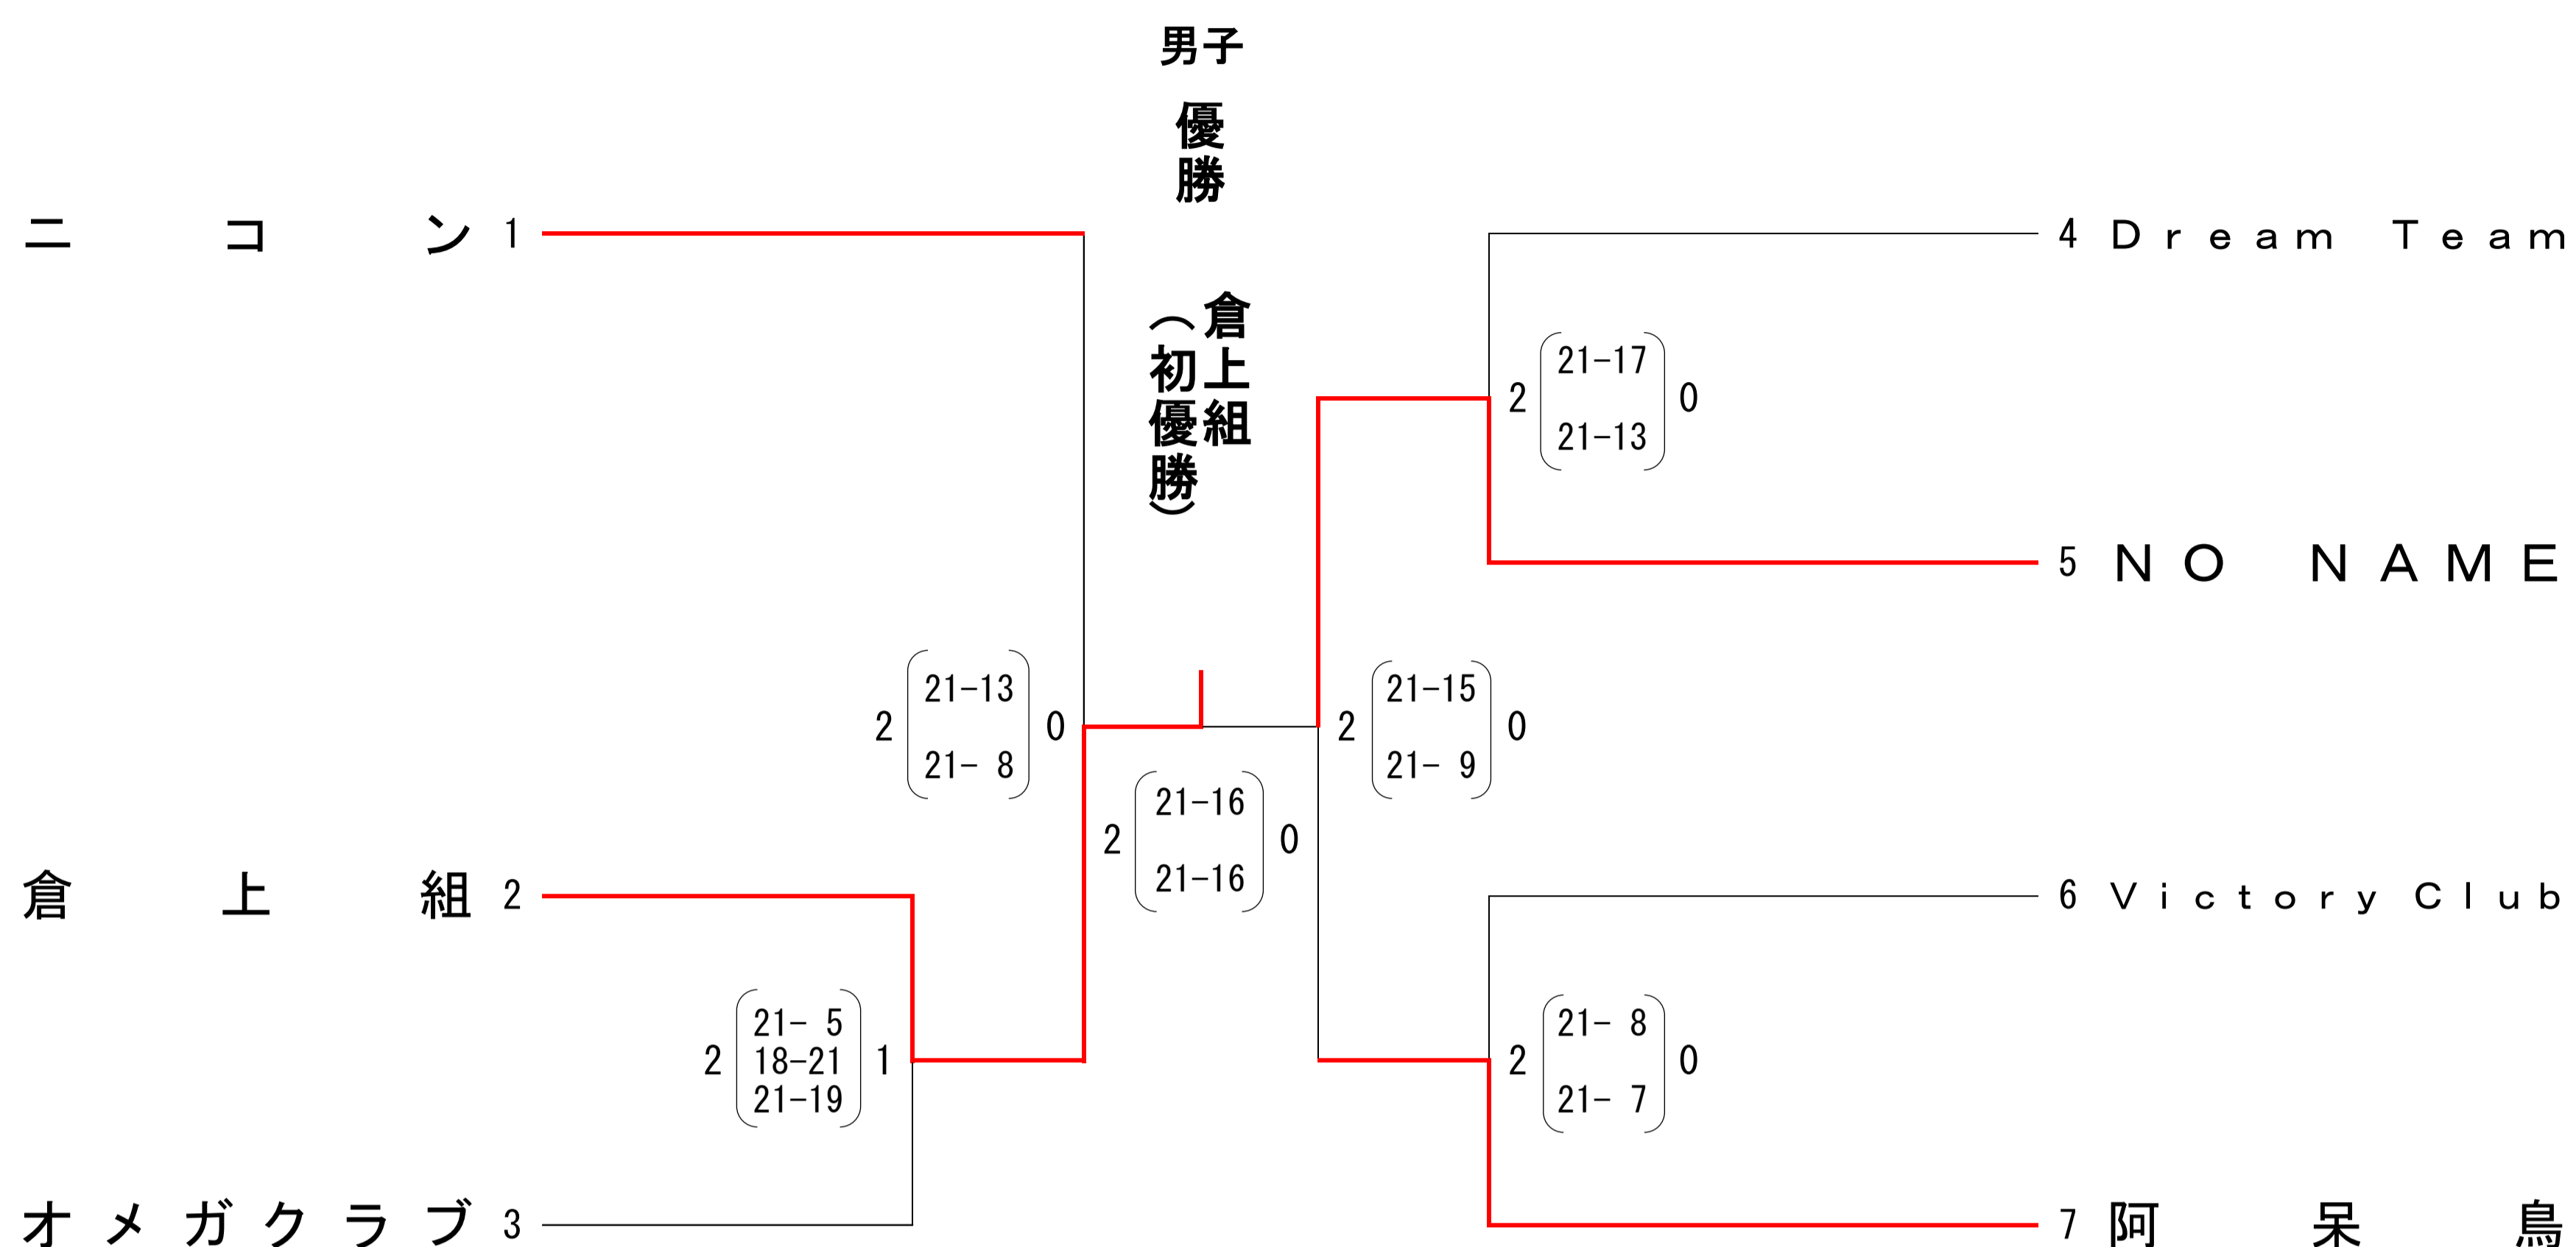 男子
優勝
倉上組
（初優勝）
ニコン 1
4 Dream Team
2 21-17 0
21-13
5 NO NAME
2 21-13 0
21- 8
2 21-15 0
21- 9
2 21-16 0
21-16
倉上組 2
6 Victory Club
2 21- 5 1
18-21
21-19
2 21- 8 0
21- 7
オメガクラブ 3
7 阿呆鳥